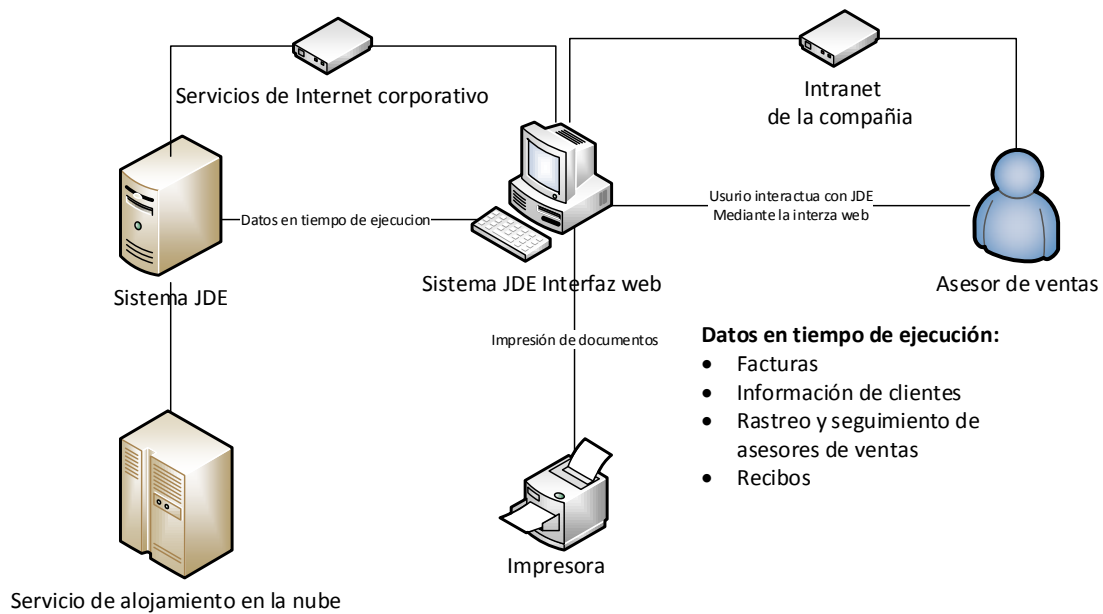 Servicios de Internet corporativo
Intranet
de la compañia
Datos en tiempo de ejecucion
Usurio interactua con JDE
Mediante la interza web
Sistema JDE
Sistema JDE Interfaz web
Asesor de ventas
Impresión de documentos
Datos en tiempo de ejecución:
• Facturas
• Información de clientes
• Rastreo y seguimiento de
asesores de ventas
• Recibos
Impresora
Servicio de alojamiento en la nube